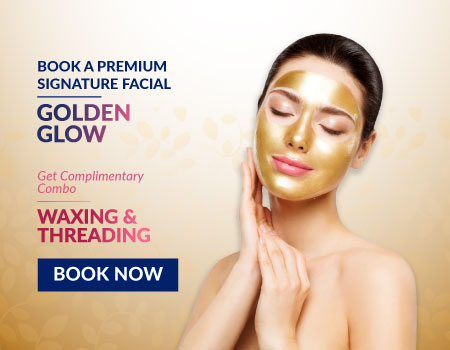 BOOK A PREMIUM
SIGNATURE FACIAL
GOLDEN
GLOW
Get Complimentary
Combo
WAXING &
THREADING
BOOK NOW